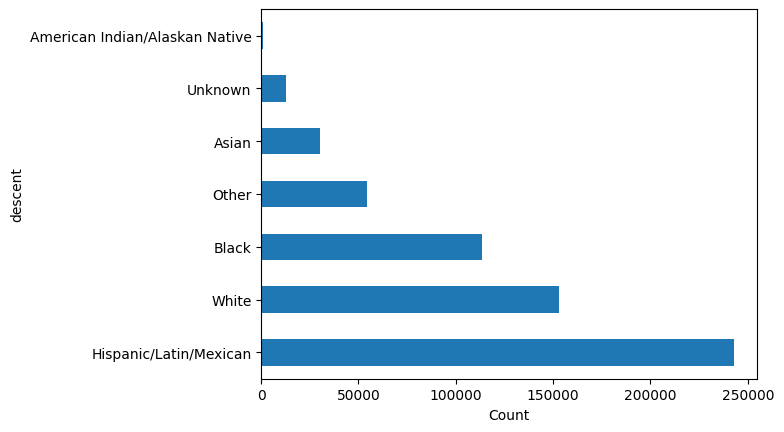 American Indian/Alaskan Native
Unknown
Asian
Other
Black
White
Hispanic/Latin/Mexican
descent
0 50000 100000 150000 200000 250000
Count